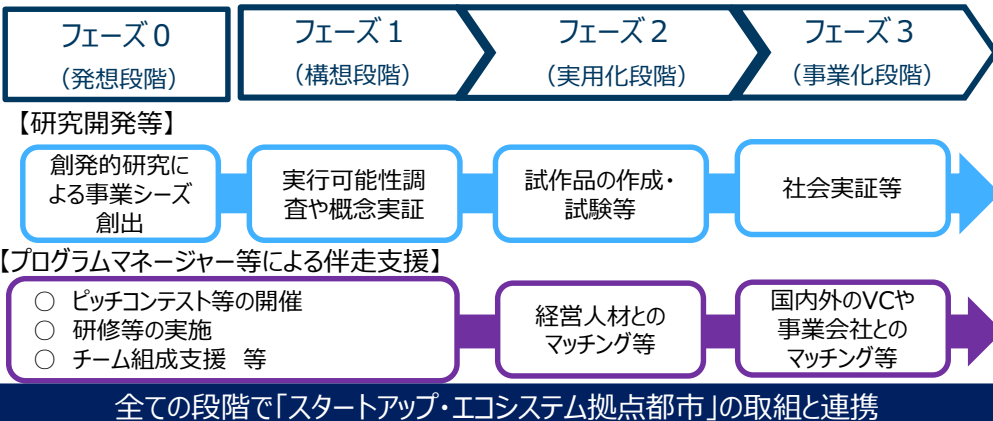 フェーズ０
（発想段階）
フェーズ１
（構想段階）
フェーズ２
（実用化段階）
フェーズ３
（事業化段階）
【研究開発等】
創発的研究に
よる事業シーズ
創出
実行可能性調
査や概念実証
試作品の作成・
試験等
社会実証等
【プログラムマネージャー等による伴走支援】
○ ピッチコンテスト等の開催
○ 研修等の実施
○ チーム組成支援 等
経営人材との
マッチング等
国内外のVCや
事業会社との
マッチング等
全ての段階で「スタートアップ・エコシステム拠点都市」の取組と連携